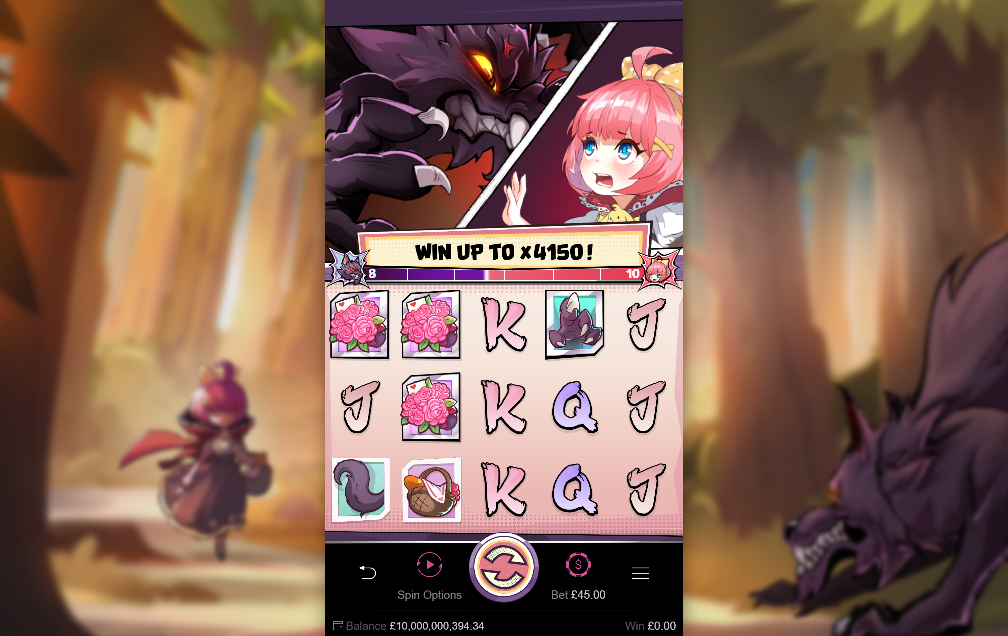 WIN UP TO x4150!
8 10
K J
J K Q J
K Q J
$
Spin Options Bet £45.00
Balance £10,000,000,394.34 Win £0.00